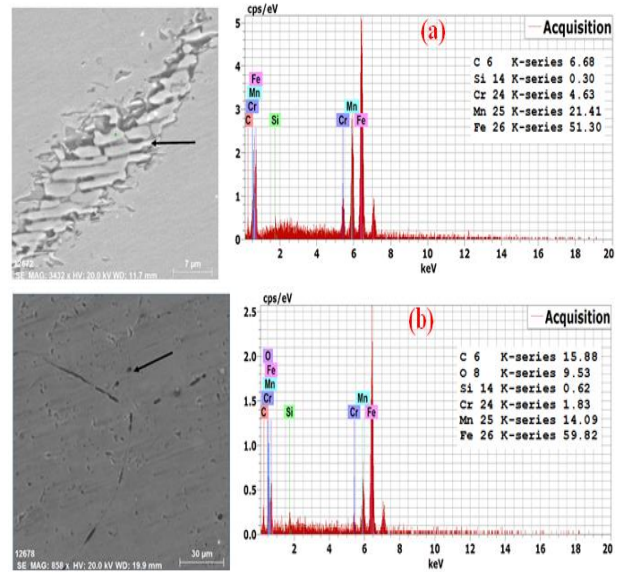 12672
SE MAG: 3432 x HV: 20.0 kV WD: 11.7 mm
7 µm
cps/eV
(a)
Acquisition
C 6 K-series 6.68
Si 14 K-series 0.30
Cr 24 K-series 4.63
Mn 25 K-series 21.41
Fe 26 K-series 51.30
Fe
Mn
Cr
C
Si
Cr
Mn
Fe
5
4
3
2
1
0
2 4 6 8 10 12 14 16 18 20
keV
12678
SE MAG: 858 x HV: 20.0 kV WD: 19.9 mm
30 µm
cps/eV
(b)
Acquisition
C 6 K-series 15.88
O 8 K-series 9.53
Si 14 K-series 0.62
Cr 24 K-series 1.83
Mn 25 K-series 14.09
Fe 26 K-series 59.82
O
Fe
Mn
Cr
C
Si
Cr
Mn
Fe
2.5
2.0
1.5
1.0
0.5
0.0
2 4 6 8 10 12 14 16 18 20
keV